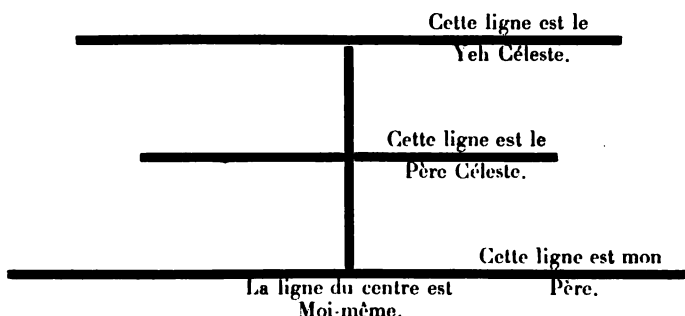 Cette ligne est le
Yeh Céleste.
Cette ligne est le
Père Céleste.
Cette ligne est mon
Père.
La ligne du centre est
Moi-même.